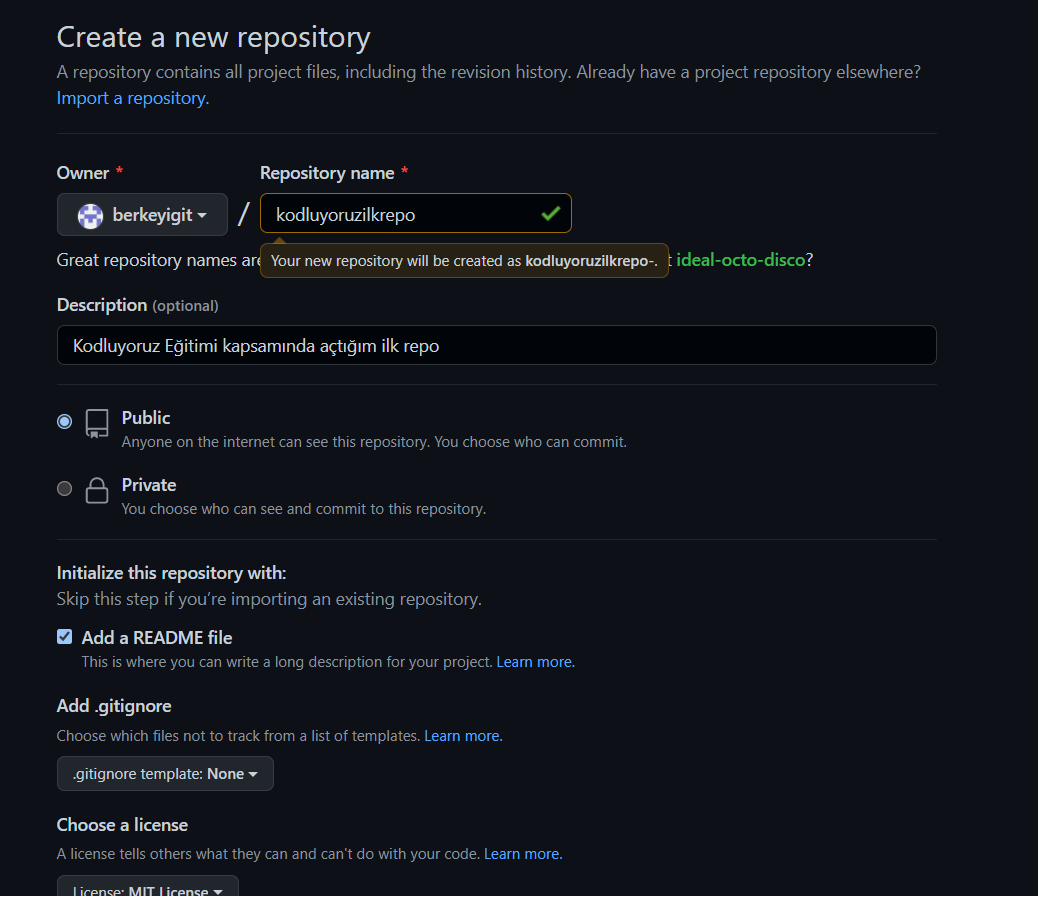 Create a new repository
A repository contains all project files, including the revision history. Already have a project repository elsewhere?
Import a repository.
Owner * Repository name *
berkeyigit / kodluyoruzilkrepo
Your new repository will be created as kodluyoruzilkrepo-.
Great repository names are ideal-octo-disco?
Description (optional)
Kodluyoruz Eğitimi kapsamında açtığım ilk repo
Public
Anyone on the internet can see this repository. You choose who can commit.
Private
You choose who can see and commit to this repository.
Initialize this repository with:
Skip this step if you’re importing an existing repository.
Add a README file
This is where you can write a long description for your project. Learn more.
Add .gitignore
Choose which files not to track from a list of templates. Learn more.
.gitignore template: None
Choose a license
A license tells others what they can and can't do with your code. Learn more.
License: MIT License